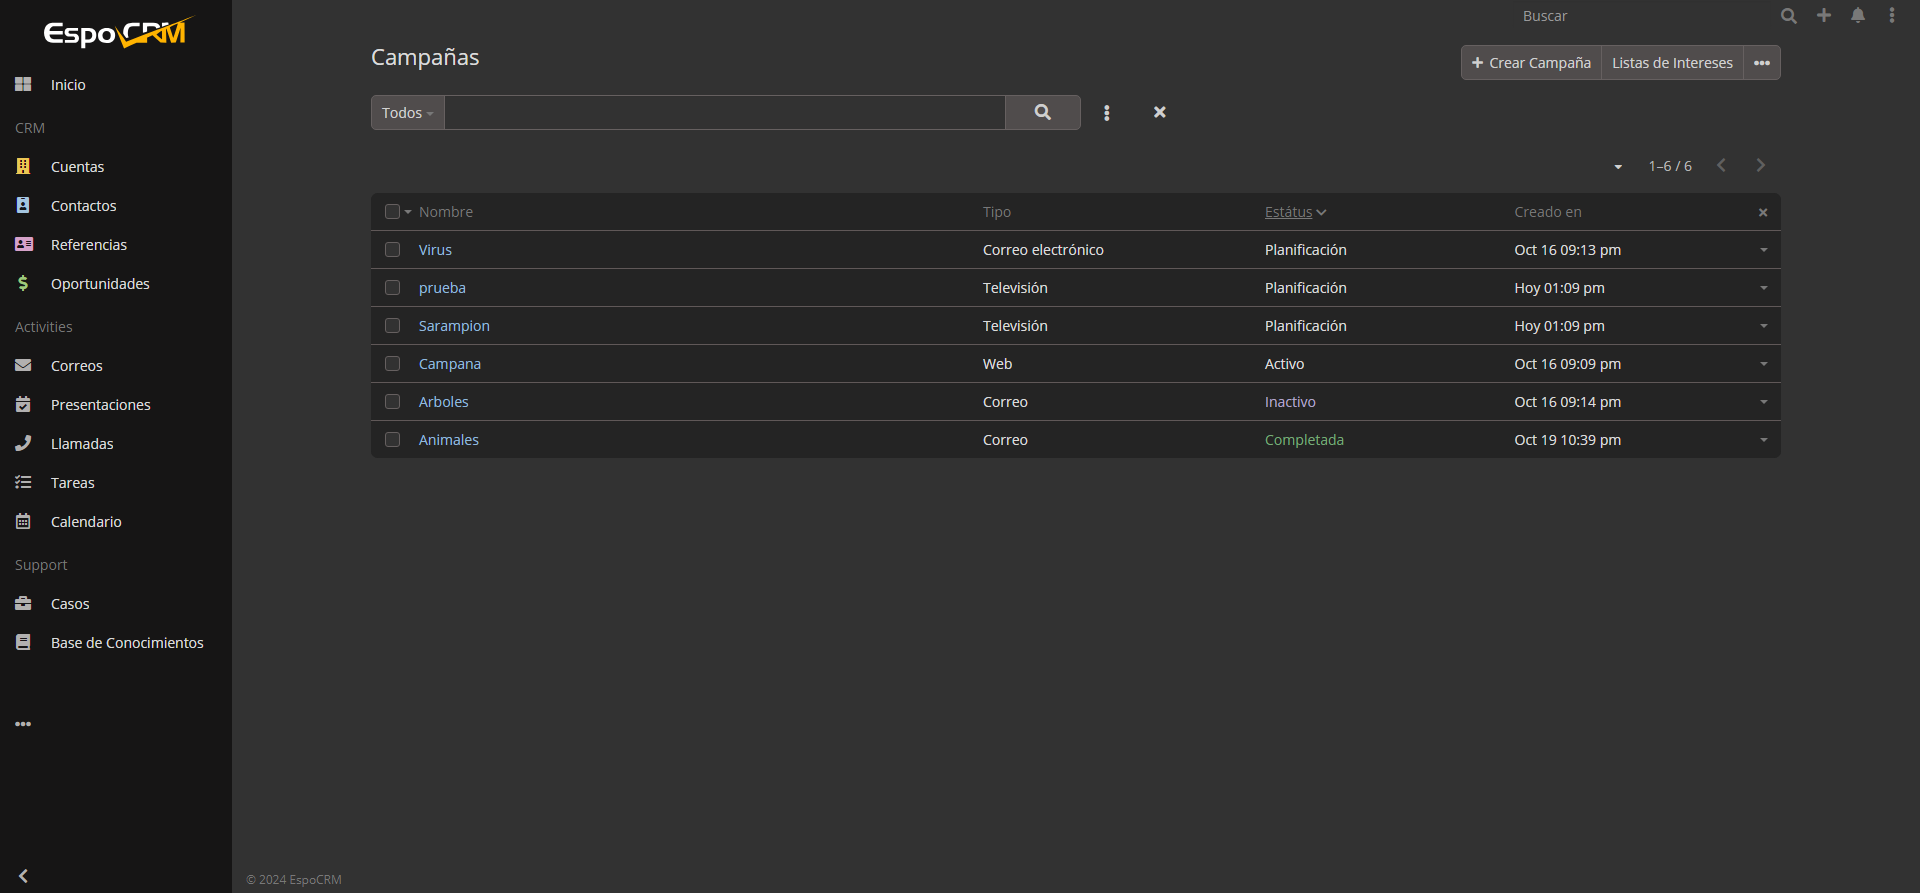 EspoCRM
Buscar
Inicio
CRM
Cuentas
Contactos
Referencias
Oportunidades
Activities
Correos
Presentaciones
Llamadas
Tareas
Calendario
Support
Casos
Base de Conocimientos
Campañas
Crear Campaña Listas de Intereses
Todos
1–6 / 6
Nombre Tipo Estátus Creado en
Virus Correo electrónico Planificación Oct 16 09:13 pm
prueba Televisión Planificación Hoy 01:09 pm
Sarampion Televisión Planificación Hoy 01:09 pm
Campana Web Activo Oct 16 09:09 pm
Arboles Correo Inactivo Oct 16 09:14 pm
Animales Correo Completada Oct 19 10:39 pm
© 2024 EspoCRM